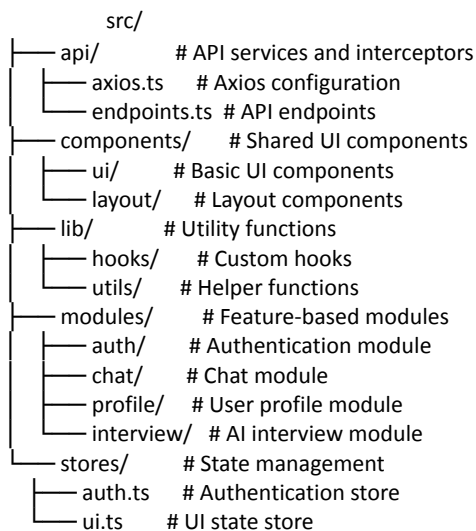 src/
├── api/ # API services and interceptors
│ ├── axios.ts # Axios configuration
│ └── endpoints.ts # API endpoints
├── components/ # Shared UI components
│ ├── ui/ # Basic UI components
│ └── layout/ # Layout components
├── lib/ # Utility functions
│ ├── hooks/ # Custom hooks
│ └── utils/ # Helper functions
├── modules/ # Feature-based modules
│ ├── auth/ # Authentication module
│ ├── chat/ # Chat module
│ ├── profile/ # User profile module
│ └── interview/ # AI interview module
└── stores/ # State management
├── auth.ts # Authentication store
└── ui.ts # UI state store